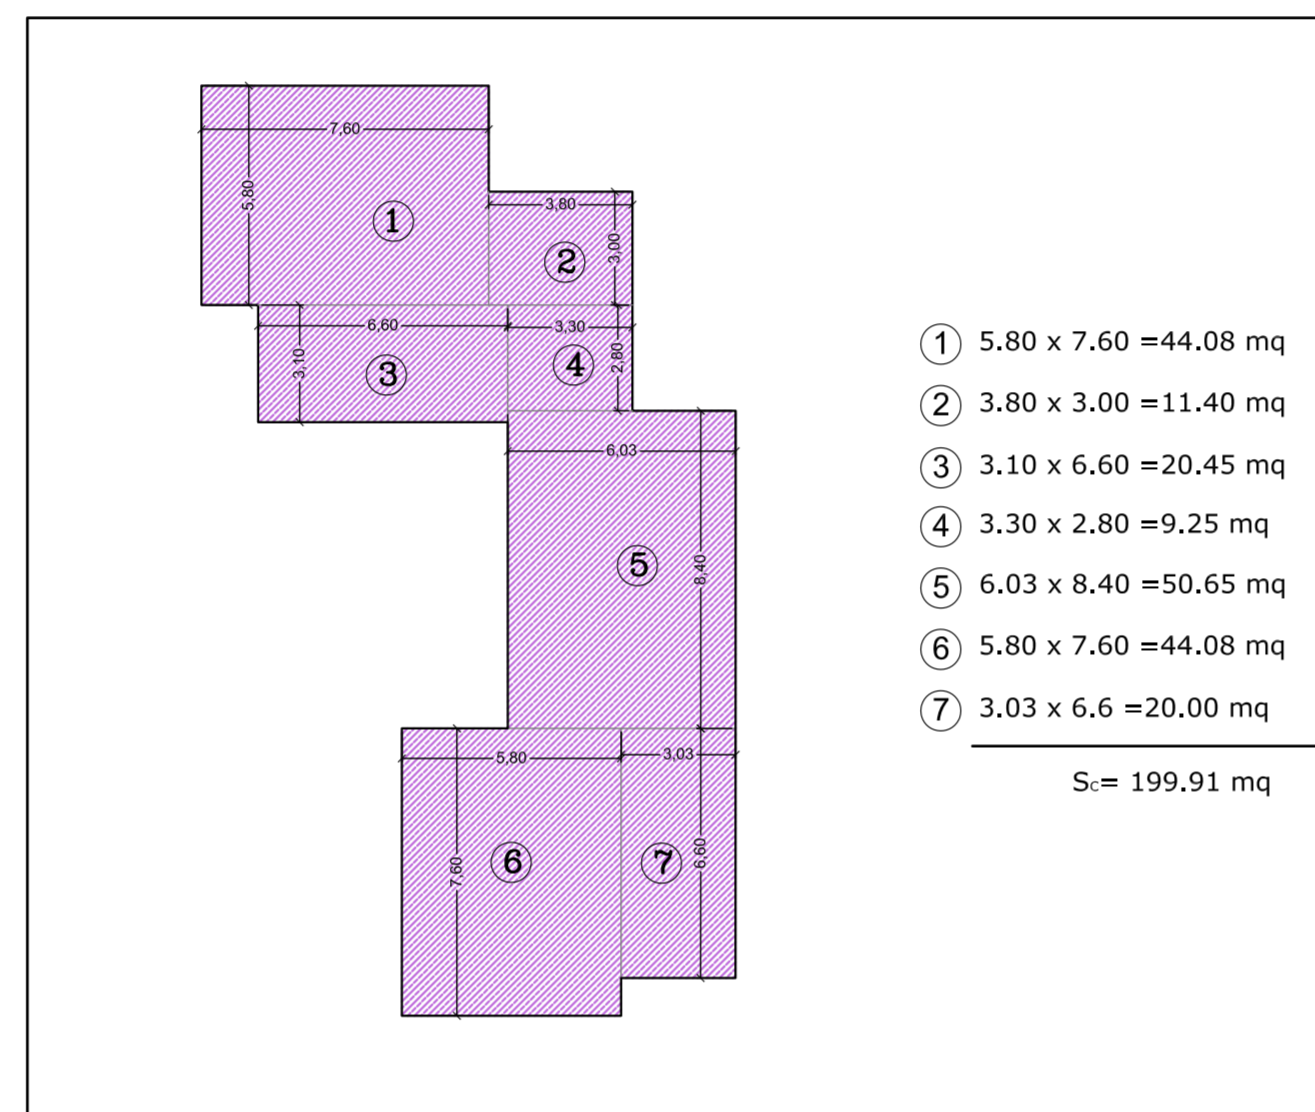 7,60
5,80
1
3,80
3,00
2
6,60
3,30
3,10
2,80
3
4
6,03
5
8,40
5,80
3,03
7,60
6
7
6,60
1 5.80 x 7.60 =44.08 mq
2 3.80 x 3.00 =11.40 mq
3 3.10 x 6.60 =20.45 mq
4 3.30 x 2.80 =9.25 mq
5 6.03 x 8.40 =50.65 mq
6 5.80 x 7.60 =44.08 mq
7 3.03 x 6.6 =20.00 mq
Sc= 199.91 mq